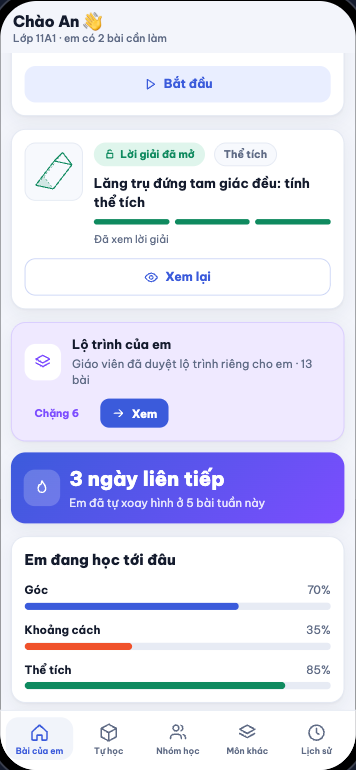 Chào An 👋
Lớp 11A1 · em có 2 bài cần làm
Bắt đầu
Lời giải đã mở
Thể tích
Lăng trụ đứng tam giác đều: tính
thể tích
Đã xem lời giải
Xem lại
Lộ trình của em
Giáo viên đã duyệt lộ trình riêng cho em · 13
bài
Chặng 6
Xem
3 ngày liên tiếp
Em đã tự xoay hình ở 5 bài tuần này
Em đang học tới đâu
Góc 70%
Khoảng cách 35%
Thể tích 85%
Bài của em
Tự học
Nhóm học
Môn khác
Lịch sử